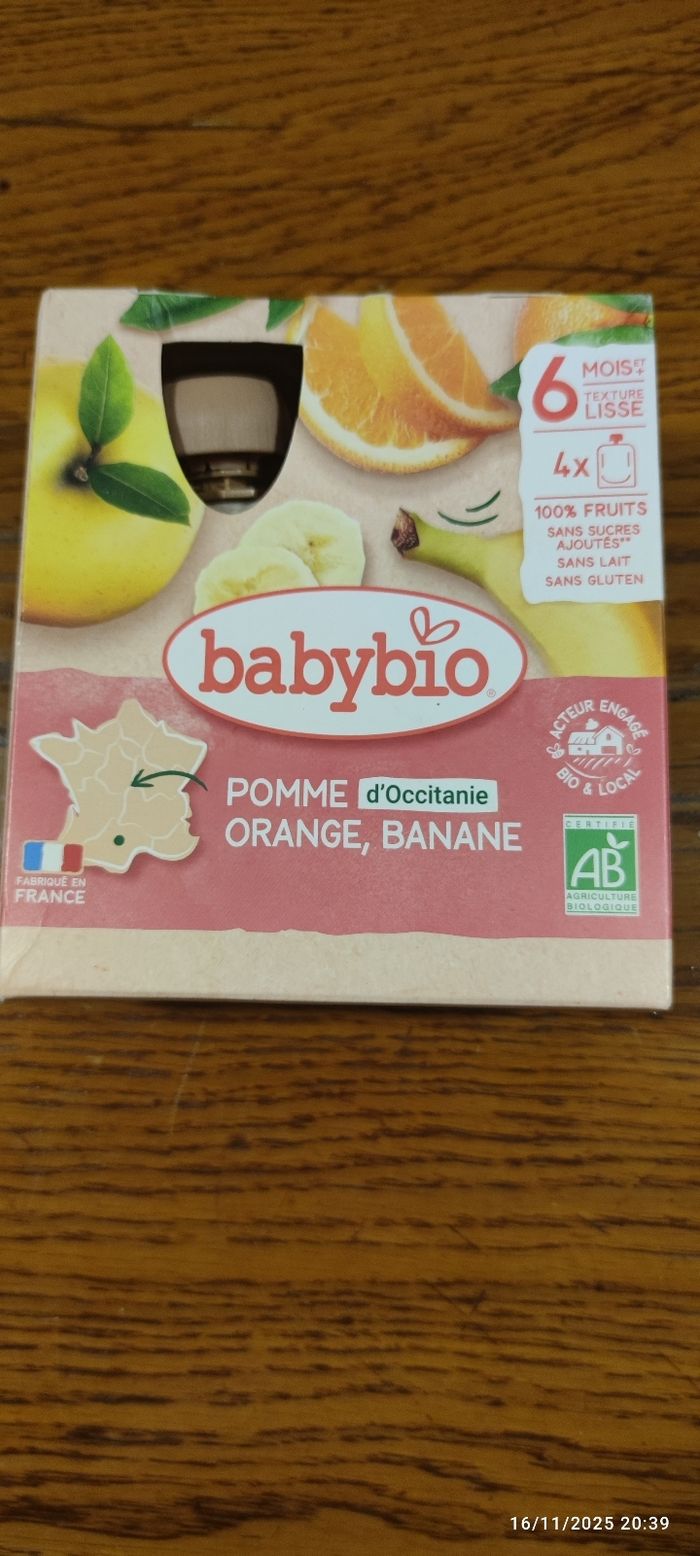 6 MOIS ET +
TEXTURE
LISSE
4x
100% FRUITS
SANS SUCRES
AJOUTÉS**
SANS LAIT
SANS GLUTEN
babybio®
ACTEUR ENGAGÉ
BIO & LOCAL
POMME d'Occitanie
ORANGE, BANANE
FABRIQUÉ EN
FRANCE
CERTIFIÉ
AB
AGRICULTURE
BIOLOGIQUE
16/11/2025 20:39